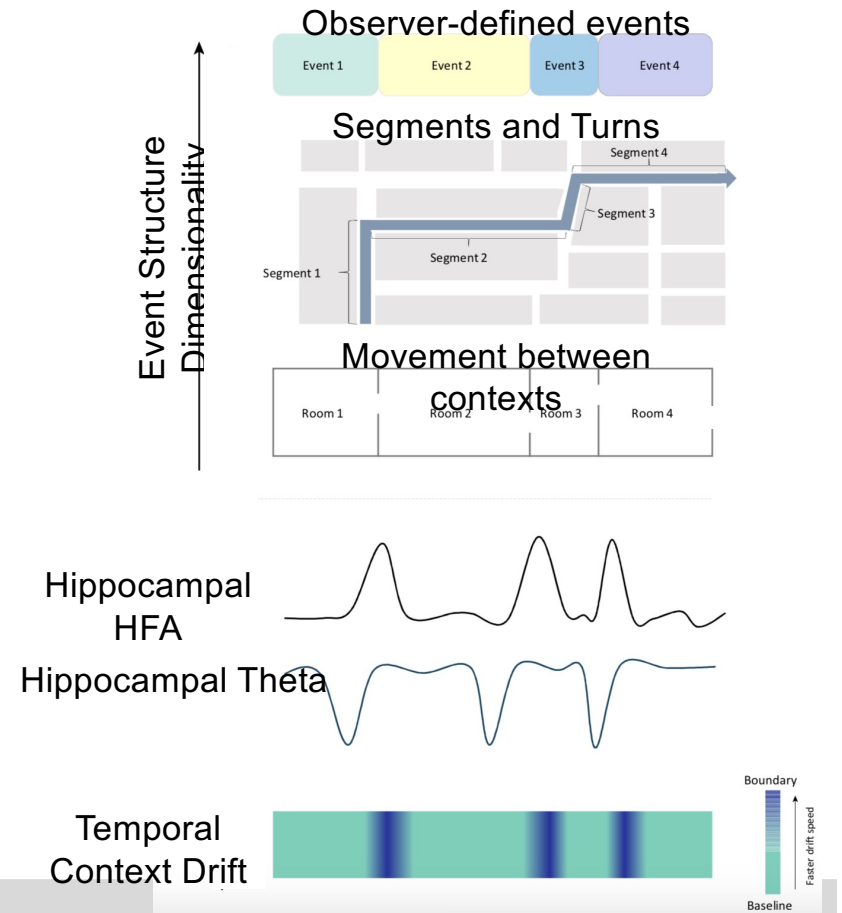 Observer-defined events
Event 1
Event 2
Event 3
Event 4
Event Structure
Dimensionality
Segments and Turns
Segment 4
Segment 3
Segment 2
Segment 1
Movement between
contexts
Room 1
Room 2
Room 3
Room 4
Hippocampal
HFA
Hippocampal Theta
Temporal
Context Drift
Boundary
Faster drift speed
Baseline